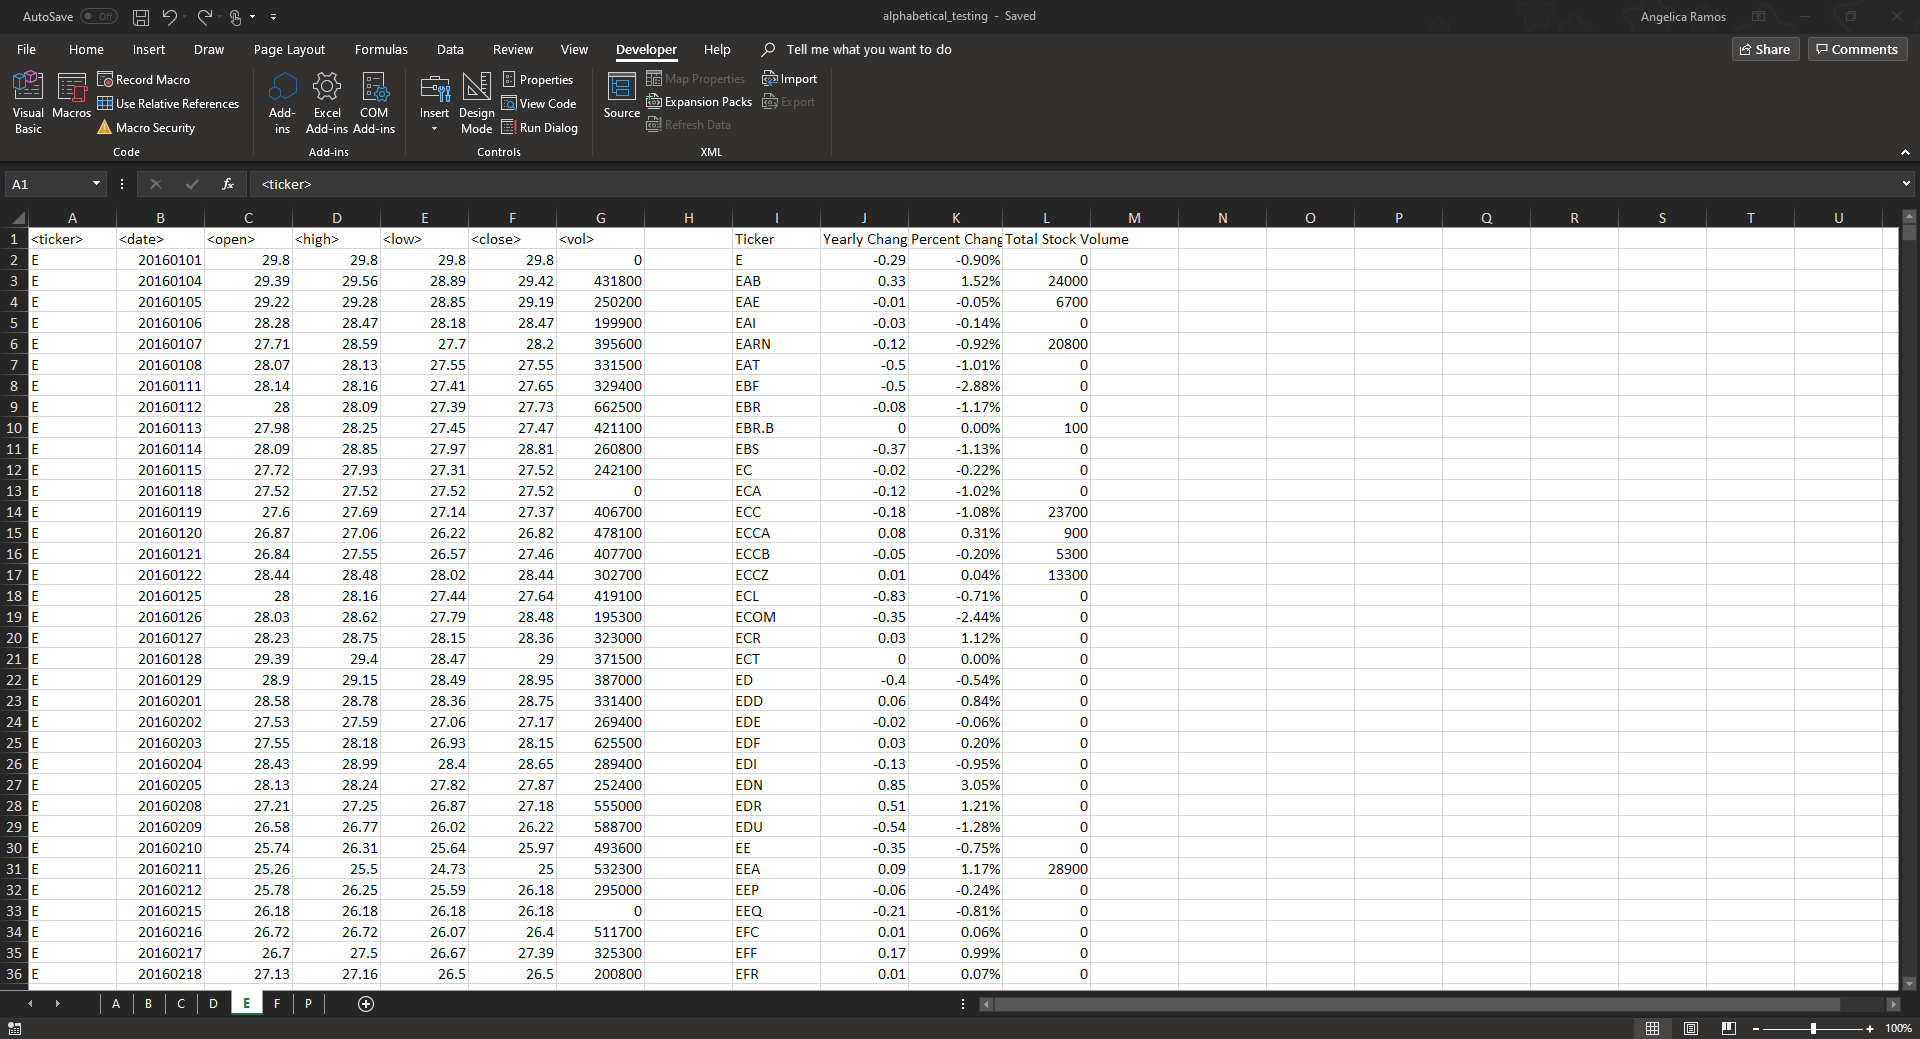 AutoSave Off alphabetical_testing - Saved Angelica Ramos
File Home Insert Draw Page Layout Formulas Data Review View Developer Help Tell me what you want to do Share Comments
Visual Basic
Macros
Record Macro
Use Relative References
Macro Security
Code
Add-ins
Excel Add-ins
COM Add-ins
Add-ins
Insert
Design Mode
Properties
View Code
Run Dialog
Controls
Source
Map Properties
Expansion Packs
Refresh Data
Import
Export
XML
A1 fx <ticker>
A B C D E F G H I J K L M N O P Q R S T U
1 <ticker> <date> <open> <high> <low> <close> <vol> Ticker Yearly Chang Percent Chang Total Stock Volume
2 E 20160101 29.8 29.8 29.8 29.8 0 E -0.29 -0.90% 0
3 E 20160104 29.39 29.56 28.89 29.42 431800 EAB 0.33 1.52% 24000
4 E 20160105 29.22 29.28 28.85 29.19 250200 EAE -0.01 -0.05% 6700
5 E 20160106 28.28 28.47 28.18 28.47 199900 EAI -0.03 -0.14% 0
6 E 20160107 27.71 28.59 27.7 28.2 395600 EARN -0.12 -0.92% 20800
7 E 20160108 28.07 28.13 27.55 27.55 331500 EAT -0.5 -1.01% 0
8 E 20160111 28.14 28.16 27.41 27.65 329400 EBF -0.5 -2.88% 0
9 E 20160112 28 28.09 27.39 27.73 662500 EBR -0.08 -1.17% 0
10 E 20160113 27.98 28.25 27.45 27.47 421100 EBR.B 0 0.00% 100
11 E 20160114 28.09 28.85 27.97 28.81 260800 EBS -0.37 -1.13% 0
12 E 20160115 27.72 27.93 27.31 27.52 242100 EC -0.02 -0.22% 0
13 E 20160118 27.52 27.52 27.52 27.52 0 ECA -0.12 -1.02% 0
14 E 20160119 27.6 27.69 27.14 27.37 406700 ECC -0.18 -1.08% 23700
15 E 20160120 26.87 27.06 26.22 26.82 478100 ECCA 0.08 0.31% 900
16 E 20160121 26.84 27.55 26.57 27.46 407700 ECCB -0.05 -0.20% 5300
17 E 20160122 28.44 28.48 28.02 28.44 302700 ECCZ 0.01 0.04% 13300
18 E 20160125 28 28.16 27.44 27.64 419100 ECL -0.83 -0.71% 0
19 E 20160126 28.03 28.62 27.79 28.48 195300 ECOM -0.35 -2.44% 0
20 E 20160127 28.23 28.75 28.15 28.36 323000 ECR 0.03 1.12% 0
21 E 20160128 29.39 29.4 28.47 29 371500 ECT 0 0.00% 0
22 E 20160129 28.9 29.15 28.49 28.95 387000 ED -0.4 -0.54% 0
23 E 20160201 28.58 28.78 28.36 28.75 331400 EDD 0.06 0.84% 0
24 E 20160202 27.53 27.59 27.06 27.17 269400 EDE -0.02 -0.06% 0
25 E 20160203 27.55 28.18 26.93 28.15 625500 EDF 0.03 0.20% 0
26 E 20160204 28.43 28.99 28.4 28.65 289400 EDI -0.13 -0.95% 0
27 E 20160205 28.13 28.24 27.82 27.87 252400 EDN 0.85 3.05% 0
28 E 20160208 27.21 27.25 26.87 27.18 555000 EDR 0.51 1.21% 0
29 E 20160209 26.58 26.77 26.02 26.22 588700 EDU -0.54 -1.28% 0
30 E 20160210 25.74 26.31 25.64 25.97 493600 EE -0.35 -0.75% 0
31 E 20160211 25.26 25.5 24.73 25 532300 EEA 0.09 1.17% 28900
32 E 20160212 25.78 26.25 25.59 26.18 295000 EEP -0.06 -0.24% 0
33 E 20160215 26.18 26.18 26.18 26.18 0 EEQ -0.21 -0.81% 0
34 E 20160216 26.72 26.72 26.07 26.4 511700 EFC 0.01 0.06% 0
35 E 20160217 26.7 27.5 26.67 27.39 325300 EFF 0.17 0.99% 0
36 E 20160218 27.13 27.16 26.5 26.5 200800 EFR 0.01 0.07% 0
A B C D E F P
100%